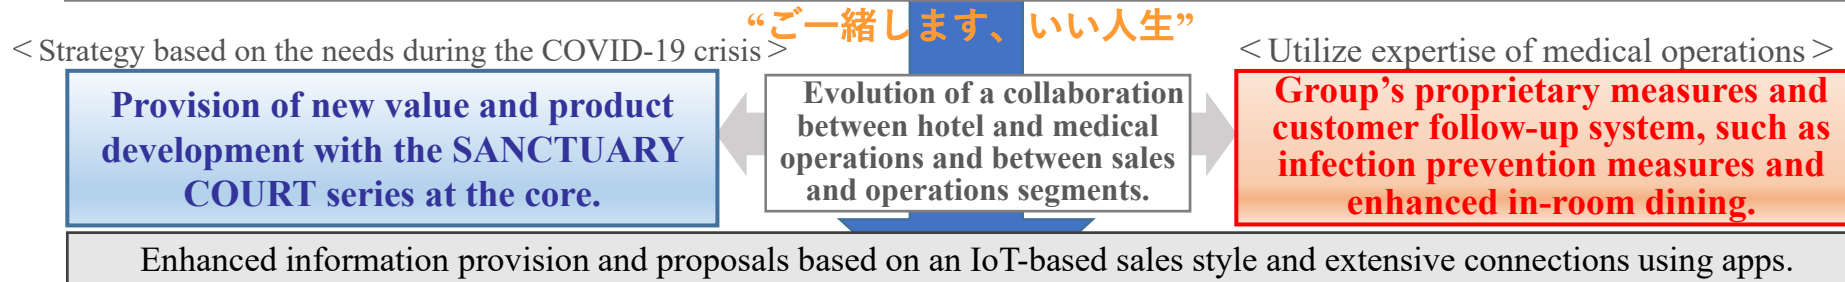 “ご一緒します、いい人生”
＜Strategy based on the needs during the COVID-19 crisis＞
＜Utilize expertise of medical operations＞
Provision of new value and product
development with the SANCTUARY
COURT series at the core.
Evolution of a collaboration
between hotel and medical
operations and between sales
and operations segments.
Group’s proprietary measures and
customer follow-up system, such as
infection prevention measures and
enhanced in-room dining.
Enhanced information provision and proposals based on an IoT-based sales style and extensive connections using apps.